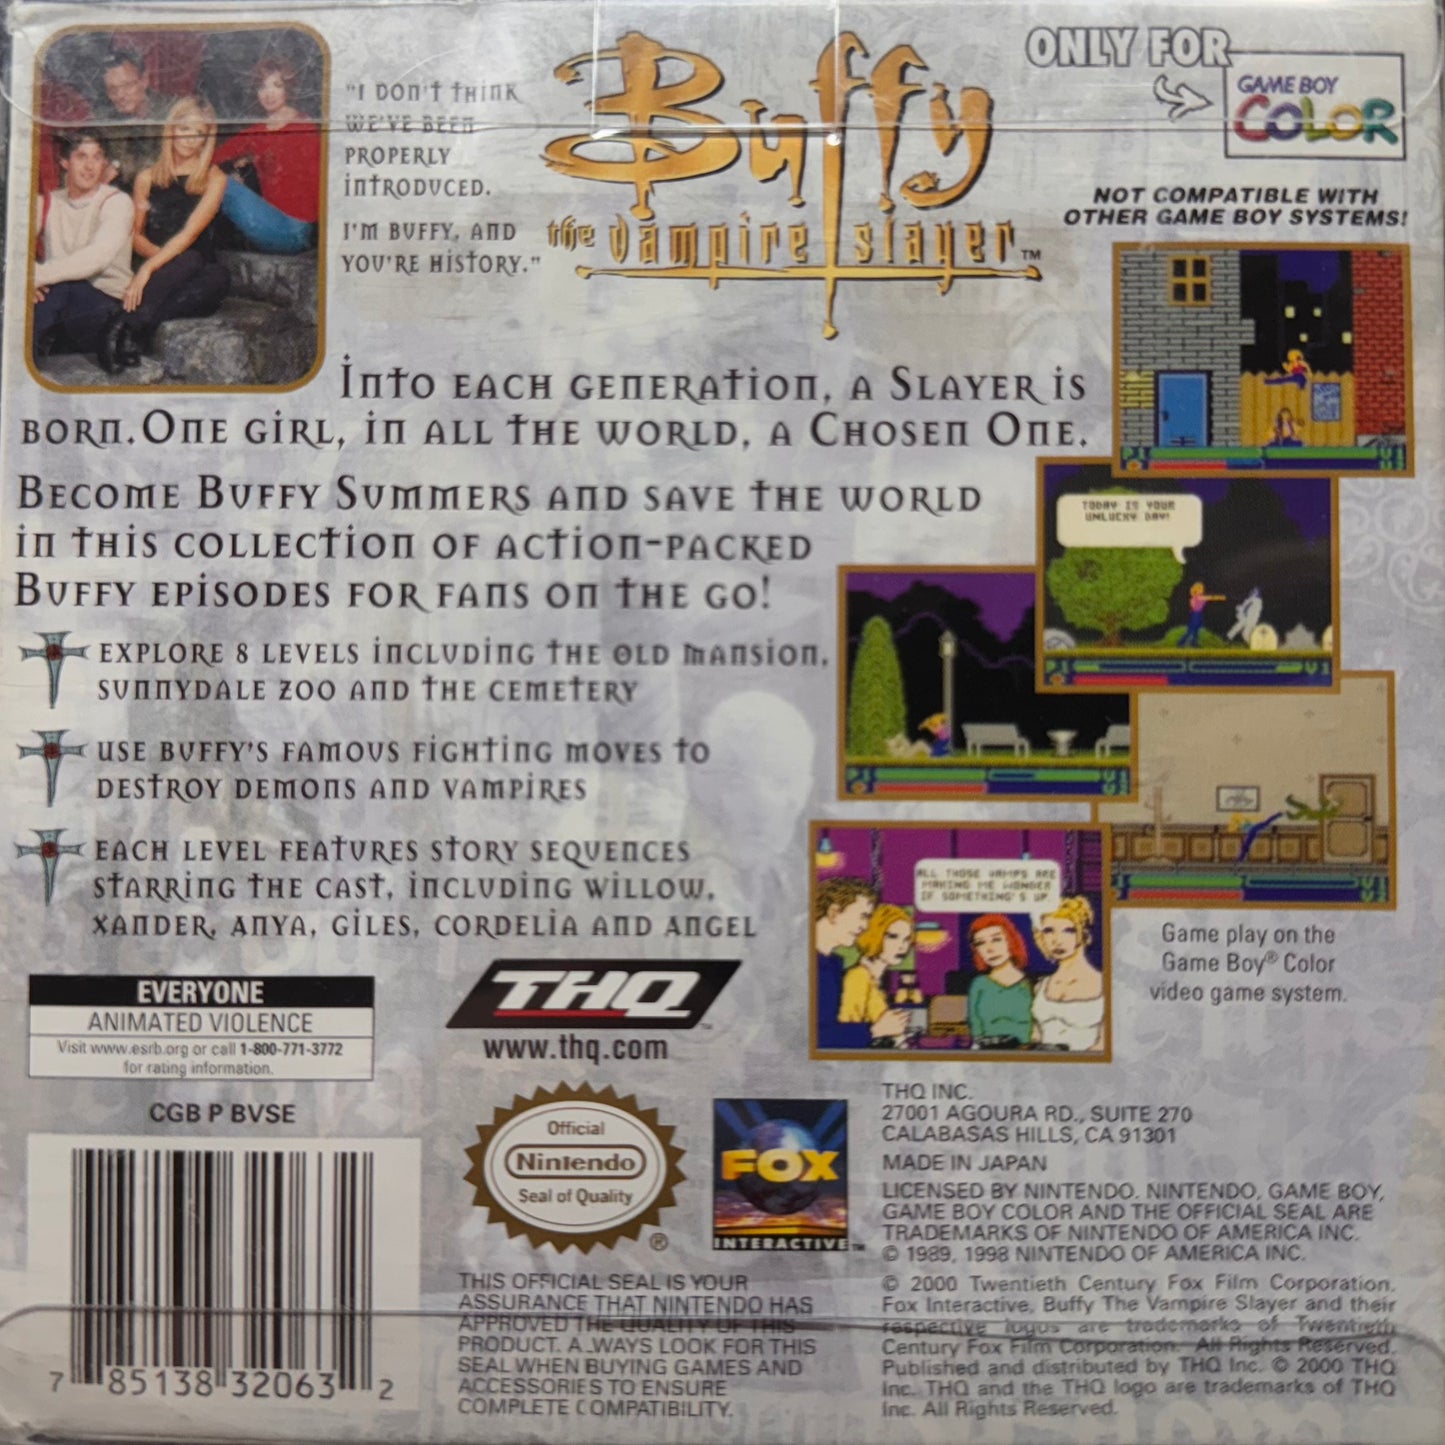 "I DON'T THINK
WE'VE BEEN
PROPERLY
INTRODUCED.
I'M BUFFY, AND
YOU'RE HISTORY."
Buffy
the vampire slayer™
ONLY FOR
GAME BOY
COLOR
NOT COMPATIBLE WITH
OTHER GAME BOY SYSTEMS!
INTO EACH GENERATION, A SLAYER IS
BORN. ONE GIRL, IN ALL THE WORLD, A CHOSEN ONE.
BECOME BUFFY SUMMERS AND SAVE THE WORLD
IN THIS COLLECTION OF ACTION-PACKED
BUFFY EPISODES FOR FANS ON THE GO!
EXPLORE 8 LEVELS INCLUDING THE OLD MANSION,
SUNNYDALE ZOO AND THE CEMETERY
USE BUFFY'S FAMOUS FIGHTING MOVES TO
DESTROY DEMONS AND VAMPIRES
EACH LEVEL FEATURES STORY SEQUENCES
STARRING THE CAST, INCLUDING WILLOW,
XANDER, ANYA, GILES, CORDELIA AND ANGEL
P1 V1
TODAY IS YOUR
UNLUCKY DAY!
P1 V1
P1
ALL THOSE VAMPS ARE
MAKING ME WONDER
IF SOMETHING'S UP.
Game play on the
Game Boy® Color
video game system.
EVERYONE
ANIMATED VIOLENCE
Visit www.esrb.org or call 1-800-771-3772
for rating information.
CGB P BVSE
7 85138 32063 2
THQ™
www.thq.com
Official
Nintendo
Seal of Quality
®
FOX
INTERACTIVE™
THIS OFFICIAL SEAL IS YOUR
ASSURANCE THAT NINTENDO HAS
APPROVED THE QUALITY OF THIS
PRODUCT. ALWAYS LOOK FOR THIS
SEAL WHEN BUYING GAMES AND
ACCESSORIES TO ENSURE
COMPLETE COMPATIBILITY.
THQ INC.
27001 AGOURA RD., SUITE 270
CALABASAS HILLS, CA 91301
MADE IN JAPAN
LICENSED BY NINTENDO. NINTENDO, GAME BOY,
GAME BOY COLOR AND THE OFFICIAL SEAL ARE
TRADEMARKS OF NINTENDO OF AMERICA INC.
© 1989, 1998 NINTENDO OF AMERICA INC.
© 2000 Twentieth Century Fox Film Corporation.
Fox Interactive, Buffy The Vampire Slayer and their
respective logos are trademarks of Twentieth
Century Fox Film Corporation. All Rights Reserved.
Published and distributed by THQ Inc. © 2000 THQ
Inc. THQ and the THQ logo are trademarks of THQ
Inc. All Rights Reserved.